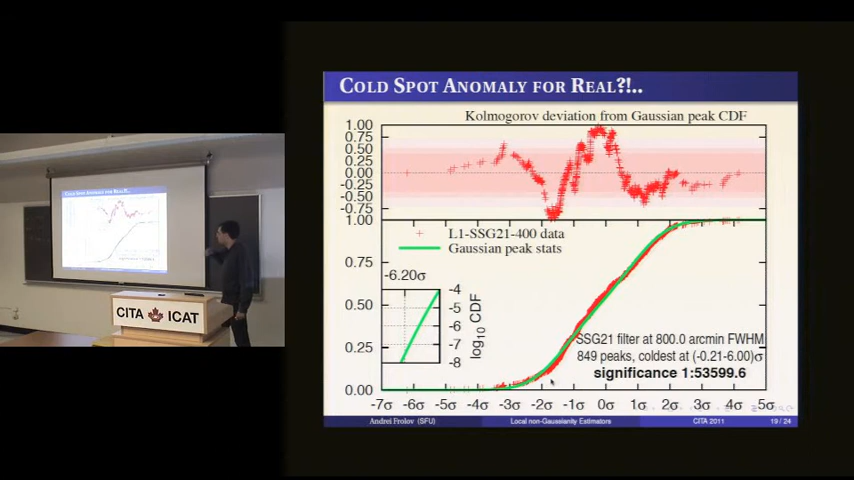 COLD SPOT ANOMALY FOR REAL?!..
Kolmogorov deviation from Gaussian peak CDF
1.00
0.75
0.50
0.25
0.00
-0.25
-0.50
-0.75
1.00
L1-SSG21-400 data
Gaussian peak stats
0.75
-6.20σ
-4
-5
-6
-7
-8
log10 CDF
0.50
0.25
0.00
SSG21 filter at 800.0 arcmin FWHM
849 peaks, coldest at (-0.21-6.00)σ
significance 1:53599.6
-7σ -6σ -5σ -4σ -3σ -2σ -1σ 0σ 1σ 2σ 3σ 4σ 5σ
Andrei Frolov (SFU) Local non-Gaussianity Estimators CITA 2011 19 / 24
COLD SPOT ANOMALY FOR REAL?!..
CITA ICAT